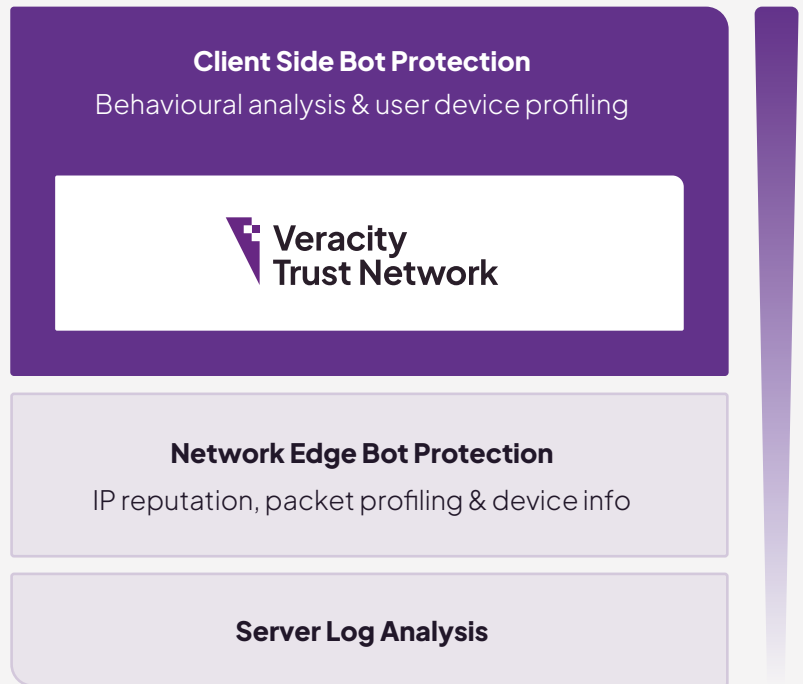 Client Side Bot Protection
Behavioural analysis & user device profiling
Veracity
Trust Network
Network Edge Bot Protection
IP reputation, packet profiling & device info
Server Log Analysis